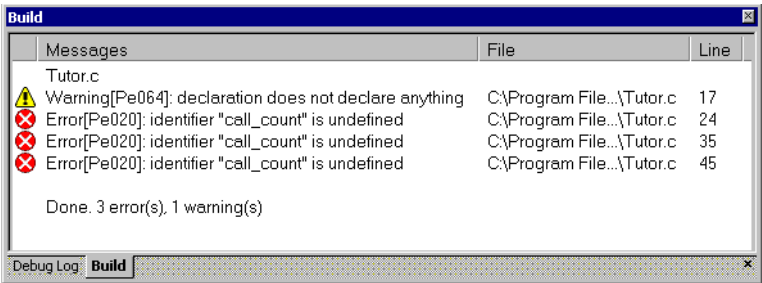 Build
Messages File Line
Tutor.c
Warning[Pe064]: declaration does not declare anything C:\Program File...\Tutor.c 17
Error[Pe020]: identifier "call_count" is undefined C:\Program File...\Tutor.c 24
Error[Pe020]: identifier "call_count" is undefined C:\Program File...\Tutor.c 35
Error[Pe020]: identifier "call_count" is undefined C:\Program File...\Tutor.c 45
Done. 3 error(s), 1 warning(s)
Debug Log Build